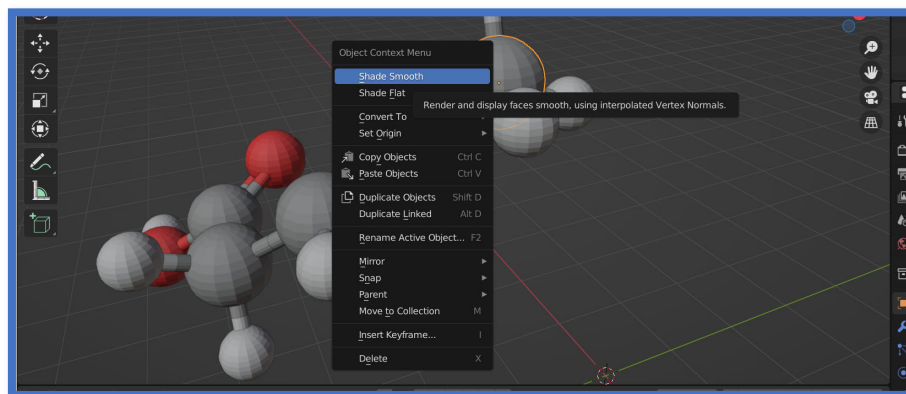 Object Context Menu
Shade Smooth
Shade Flat
Render and display faces smooth, using interpolated Vertex Normals.
Convert To
Set Origin
Copy Objects Ctrl C
Paste Objects Ctrl V
Duplicate Objects Shift D
Duplicate Linked Alt D
Rename Active Object... F2
Mirror
Snap
Parent
Move to Collection M
Insert Keyframe... I
Delete X